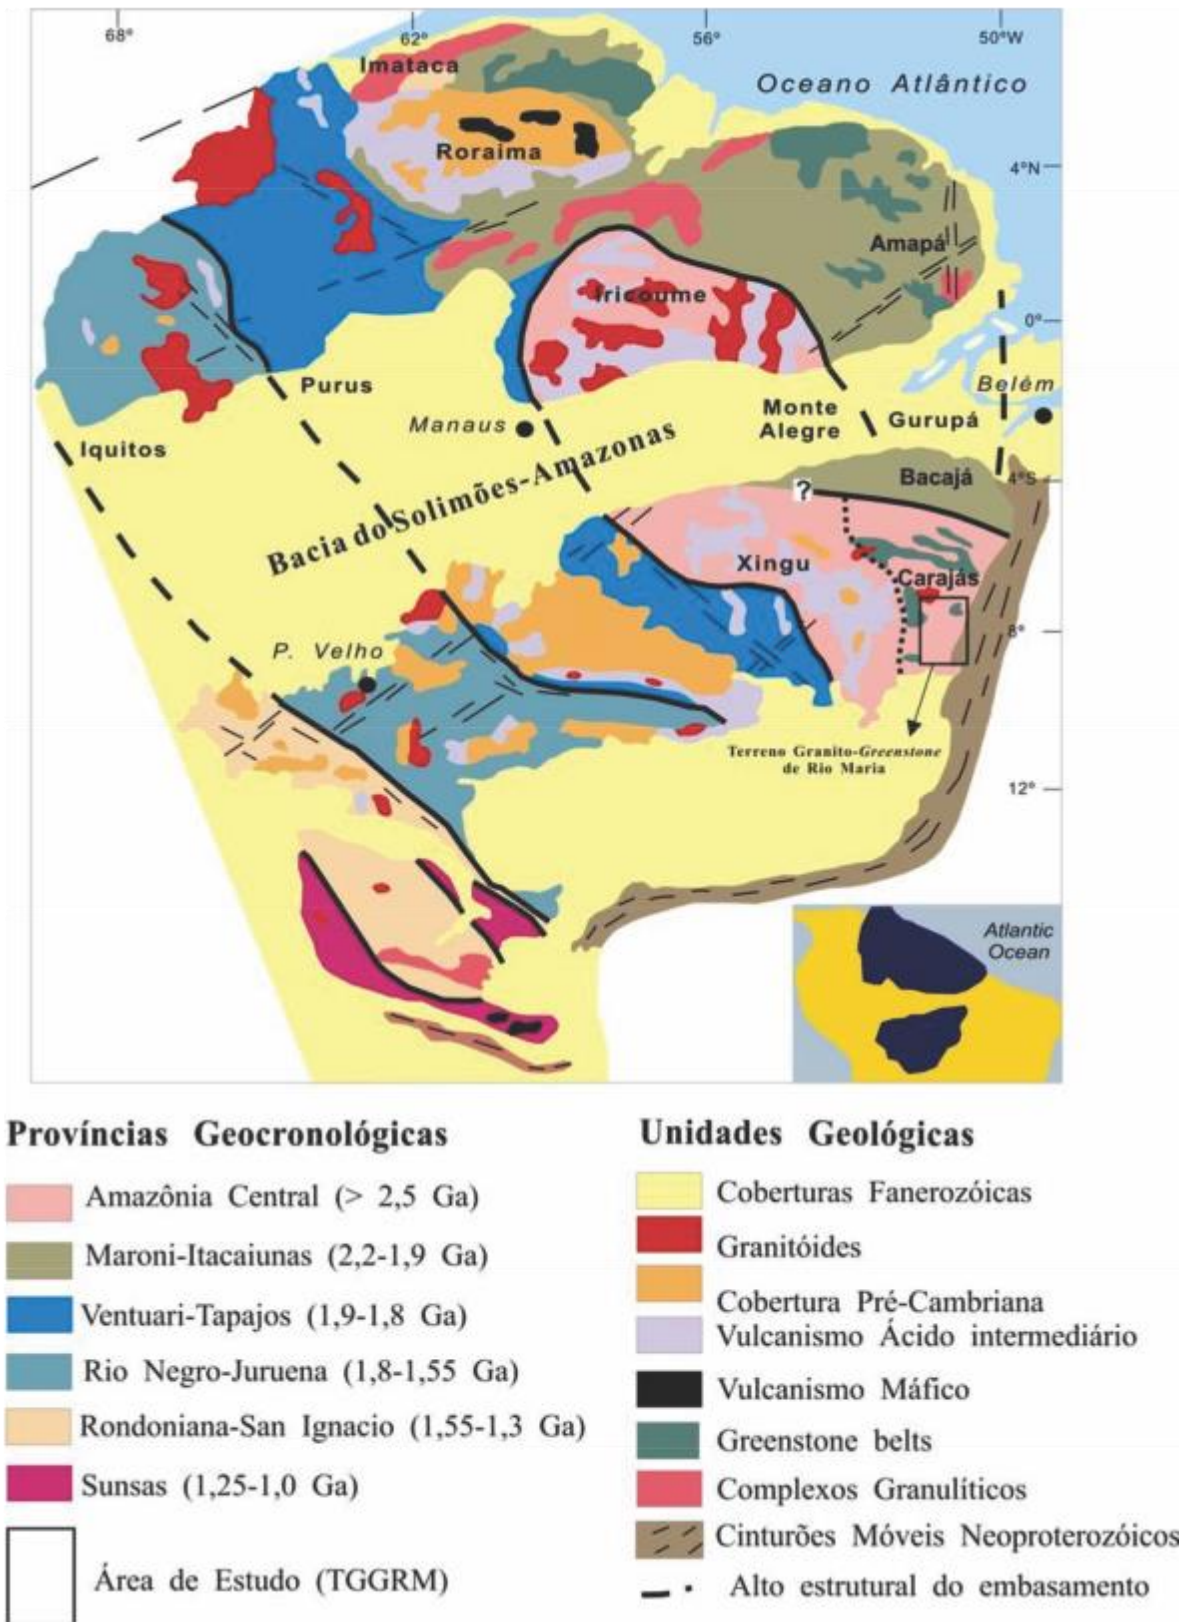 68°
62°
56°
50°W
Imataca
Oceano Atlântico
Roraima
4°N
Amapá
Iricoume
0°
Purus
Belém
Manaus
Monte
Alegre
Gurupá
Iquitos
Bacajá
4°S
Bacia do Solimões-Amazonas
?
Xingu
Carajás
8°
P. Velho
Terreno Granito-Greenstone
de Rio Maria
12°
Atlantic
Ocean
Províncias Geocronológicas
Amazônia Central (> 2,5 Ga)
Maroni-Itacaiunas (2,2-1,9 Ga)
Ventuari-Tapajos (1,9-1,8 Ga)
Rio Negro-Juruena (1,8-1,55 Ga)
Rondoniana-San Ignacio (1,55-1,3 Ga)
Sunsas (1,25-1,0 Ga)
Área de Estudo (TGGRM)
Unidades Geológicas
Coberturas Fanerozóicas
Granitóides
Cobertura Pré-Cambriana
Vulcanismo Ácido intermediário
Vulcanismo Máfico
Greenstone belts
Complexos Granulíticos
Cinturões Móveis Neoproterozóicos
Alto estrutural do embasamento